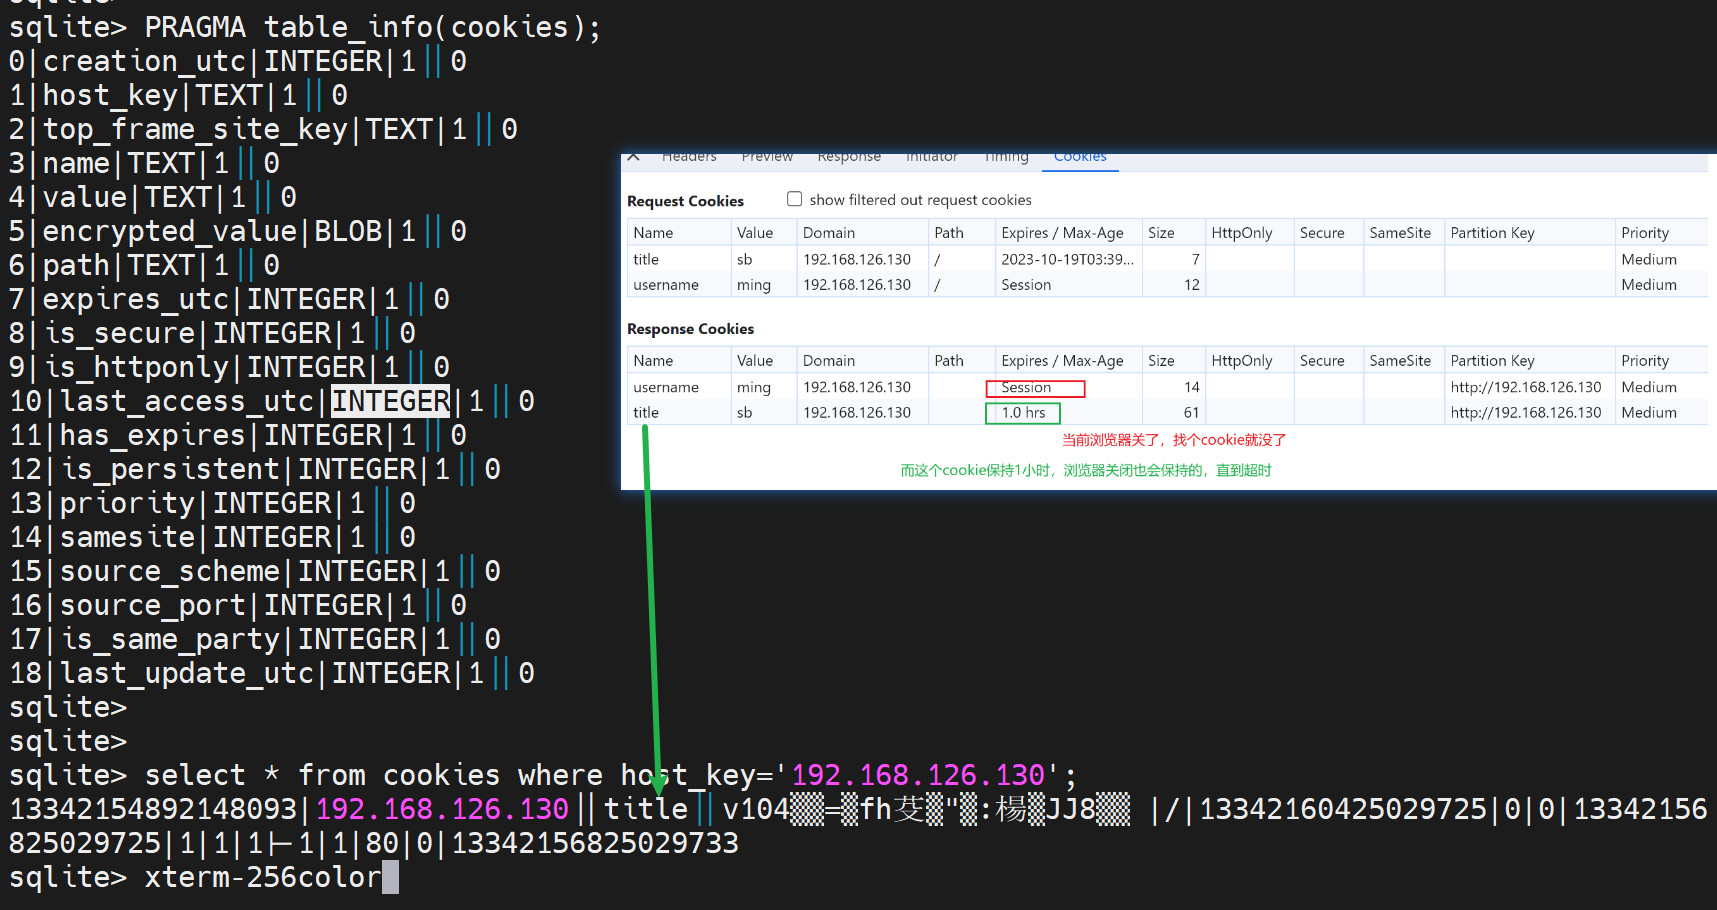 sqlite>
sqlite> PRAGMA table_info(cookies);
0|creation_utc|INTEGER|1||0
1|host_key|TEXT|1||0
2|top_frame_site_key|TEXT|1||0
3|name|TEXT|1||0
4|value|TEXT|1||0
5|encrypted_value|BLOB|1||0
6|path|TEXT|1||0
7|expires_utc|INTEGER|1||0
8|is_secure|INTEGER|1||0
9|is_httponly|INTEGER|1||0
10|last_access_utc|INTEGER|1||0
11|has_expires|INTEGER|1||0
12|is_persistent|INTEGER|1||0
13|priority|INTEGER|1||0
14|samesite|INTEGER|1||0
15|source_scheme|INTEGER|1||0
16|source_port|INTEGER|1||0
17|is_same_party|INTEGER|1||0
18|last_update_utc|INTEGER|1||0
sqlite>
sqlite>
sqlite> select * from cookies where host_key='192.168.126.130';
13342154892148093|192.168.126.130||title||v104▒▒=▒fh芰▒"▒:楊▒JJ8▒▒ |/|13342160425029725|0|0|13342156
825029725|1|1|1|-1|1|80|0|13342156825029733
sqlite> xterm-256color
Headers Preview Response Initiator Timing Cookies
Request Cookies show filtered out request cookies
Name Value Domain Path Expires / Max-Age Size HttpOnly Secure SameSite Partition Key Priority
title sb 192.168.126.130 / 2023-10-19T03:39... 7 Medium
username ming 192.168.126.130 / Session 12 Medium
Response Cookies
Name Value Domain Path Expires / Max-Age Size HttpOnly Secure SameSite Partition Key Priority
username ming 192.168.126.130 Session 14 http://192.168.126.130 Medium
title sb 192.168.126.130 1.0 hrs 61 http://192.168.126.130 Medium
当前浏览器关了，找个cookie就没了
而这个cookie保持1小时，浏览器关闭也会保持的，直到超时